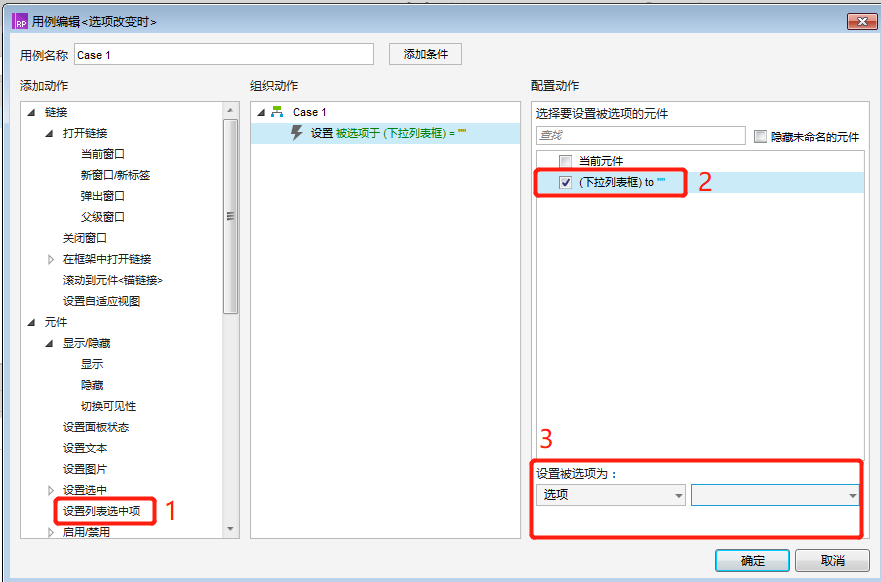 RP 用例编辑<选项改变时>
用例名称 Case 1 添加条件
添加动作 组织动作 配置动作
链接
打开链接
当前窗口
新窗口/新标签
弹出窗口
父级窗口
关闭窗口
在框架中打开链接
滚动到元件<锚链接>
设置自适应视图
元件
显示/隐藏
显示
隐藏
切换可见性
设置面板状态
设置文本
设置图片
设置选中
设置列表选中项 1
启用/禁用
Case 1
设置 被选项于 (下拉列表框) = ""
选择要设置被选项的元件
查找 隐藏未命名的元件
当前元件
(下拉列表框) to "" 2
3
设置被选项为：
选项
确定 取消